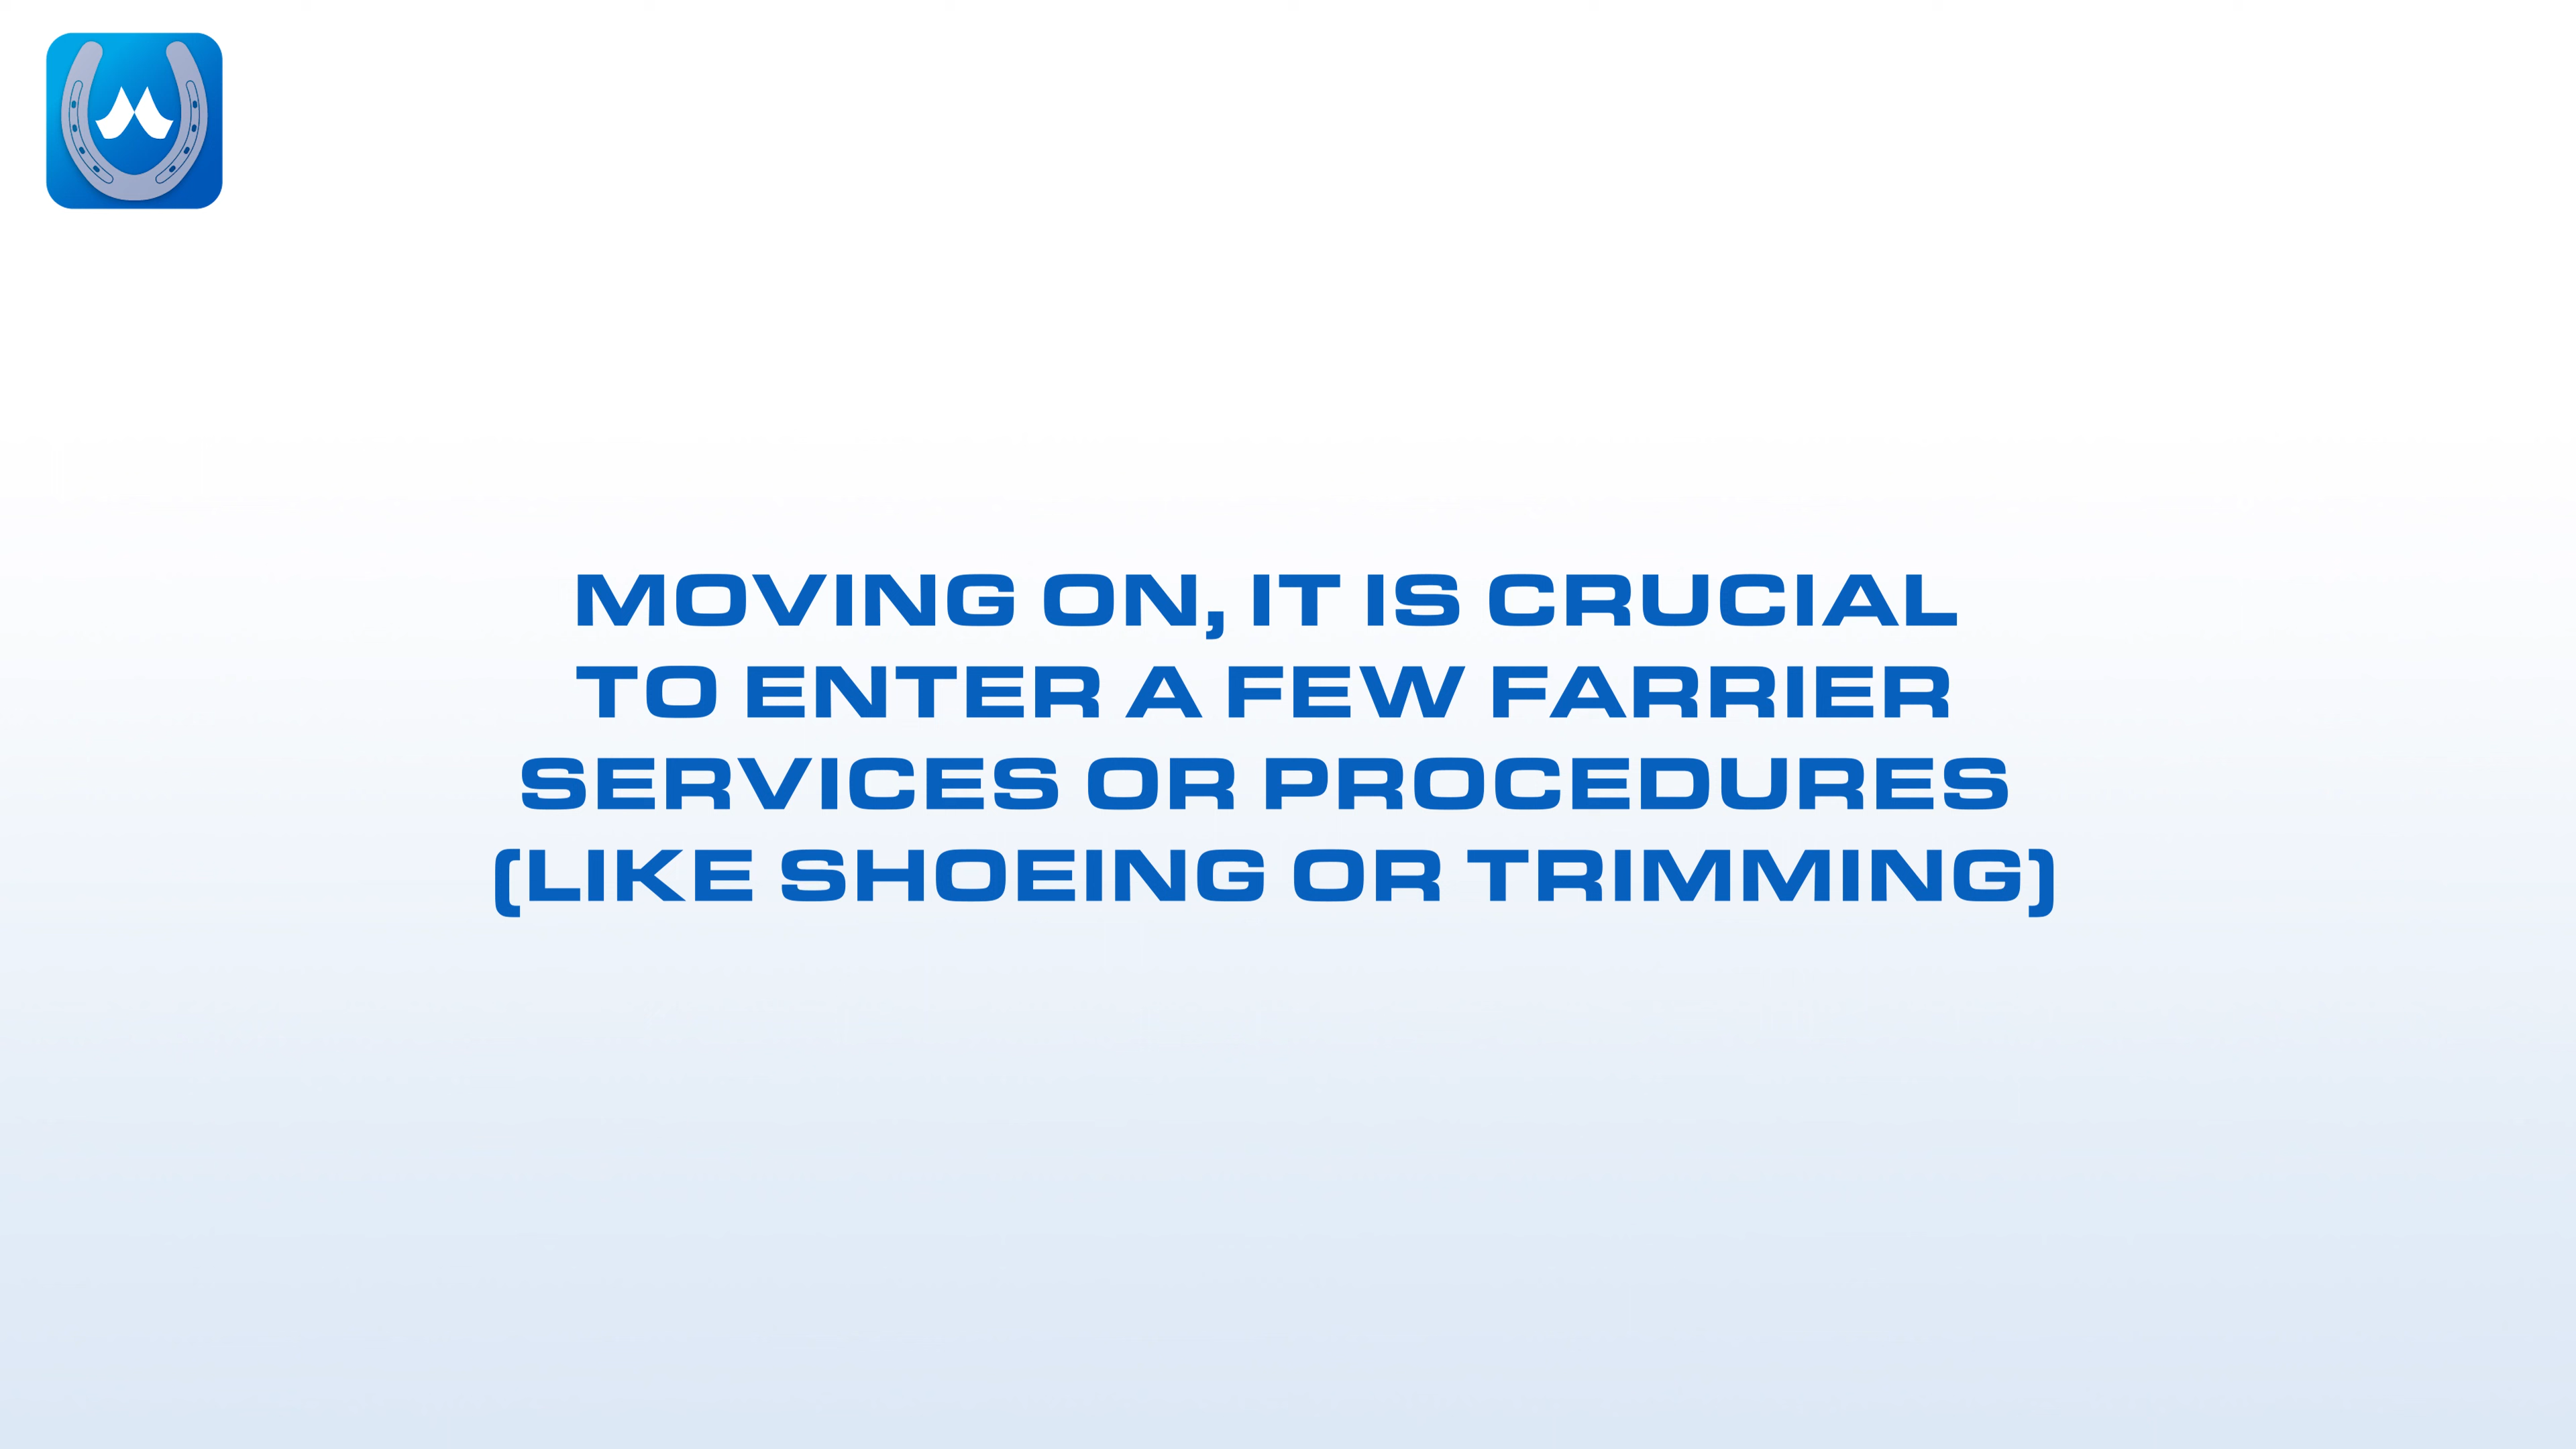 MOVING ON, IT IS CRUCIAL
TO ENTER A FEW FARRIER
SERVICES OR PROCEDURES
(LIKE SHOEING OR TRIMMING)